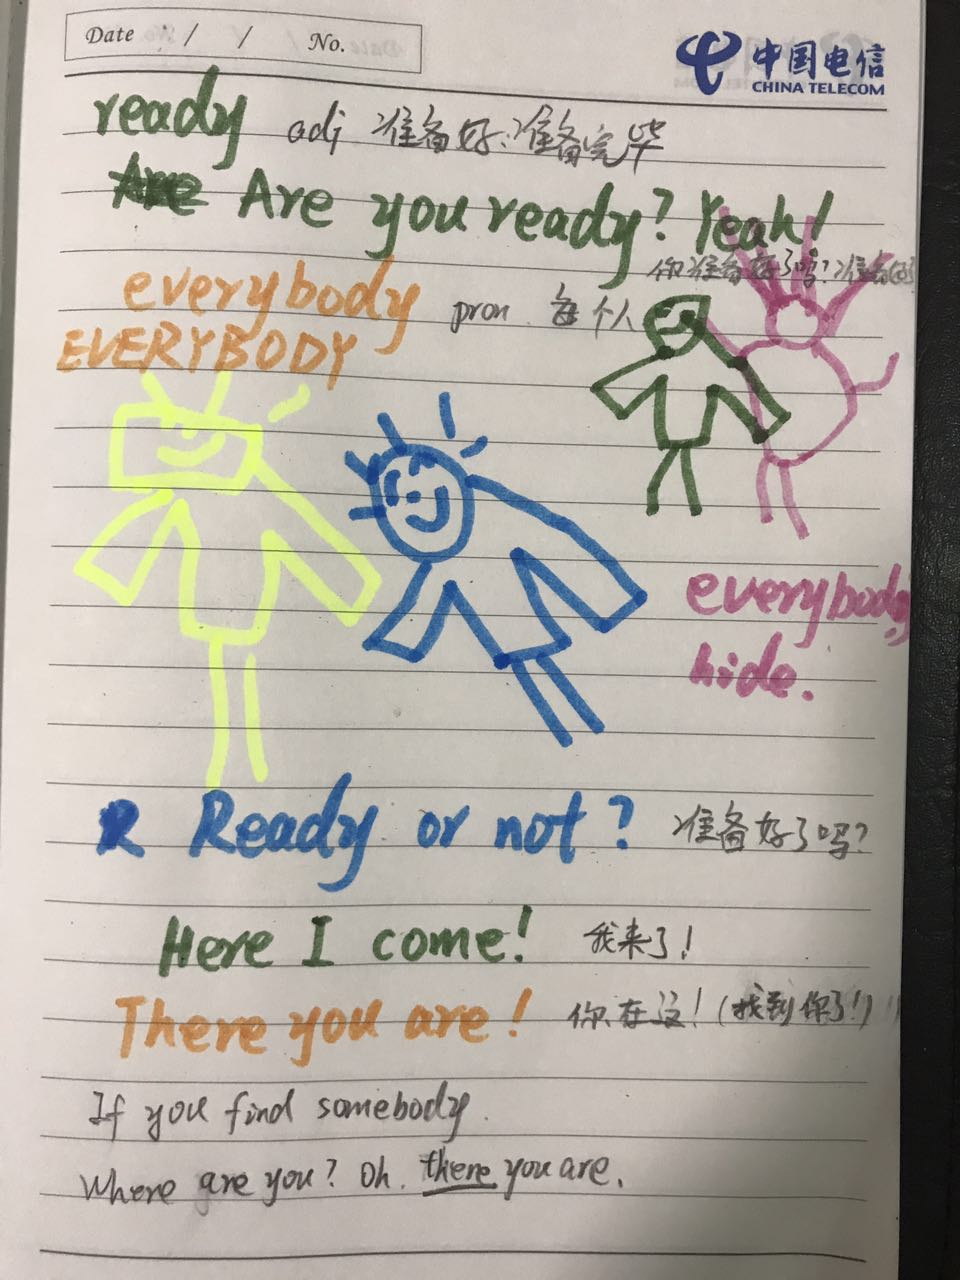 Date / / No.
中国电信
CHINA TELECOM
ready adj 准备好;准备完毕
Are Are you ready? Yeah!
你准备好了吗?准备好了
everybody pron 每个人
EVERYBODY
everybody,
hide.
R Ready or not? 准备好了吗?
Here I come! 我来了!
There you are! 你在这!(找到你了!)
If you find somebody.
Where are you? Oh. there you are.